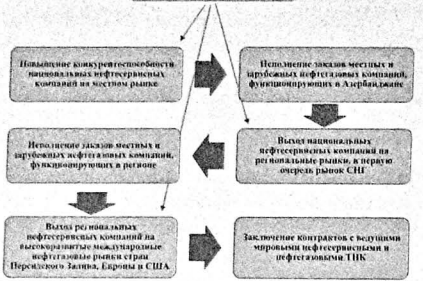 Повышение конкурентоспособности
национальных нефтесервисных
компаний на местном рынке
Исполнение заказов местных и
зарубежных нефтегазовых компаний,
функционирующих в Азербайджане
Выход национальных
нефтесервисных компаний на
региональные рынки, в первую
очередь рынок СНГ
Исполнение заказов местных и
зарубежных нефтегазовых компаний,
функционирующих в регионе
Выход региональных
нефтесервисных компаний на
высокоразвитые международные
нефтегазовые рынки стран
Персидского Залива, Европы и США
Заключение контрактов с ведущими
мировыми нефтесервисными и
нефтегазовыми ТНК